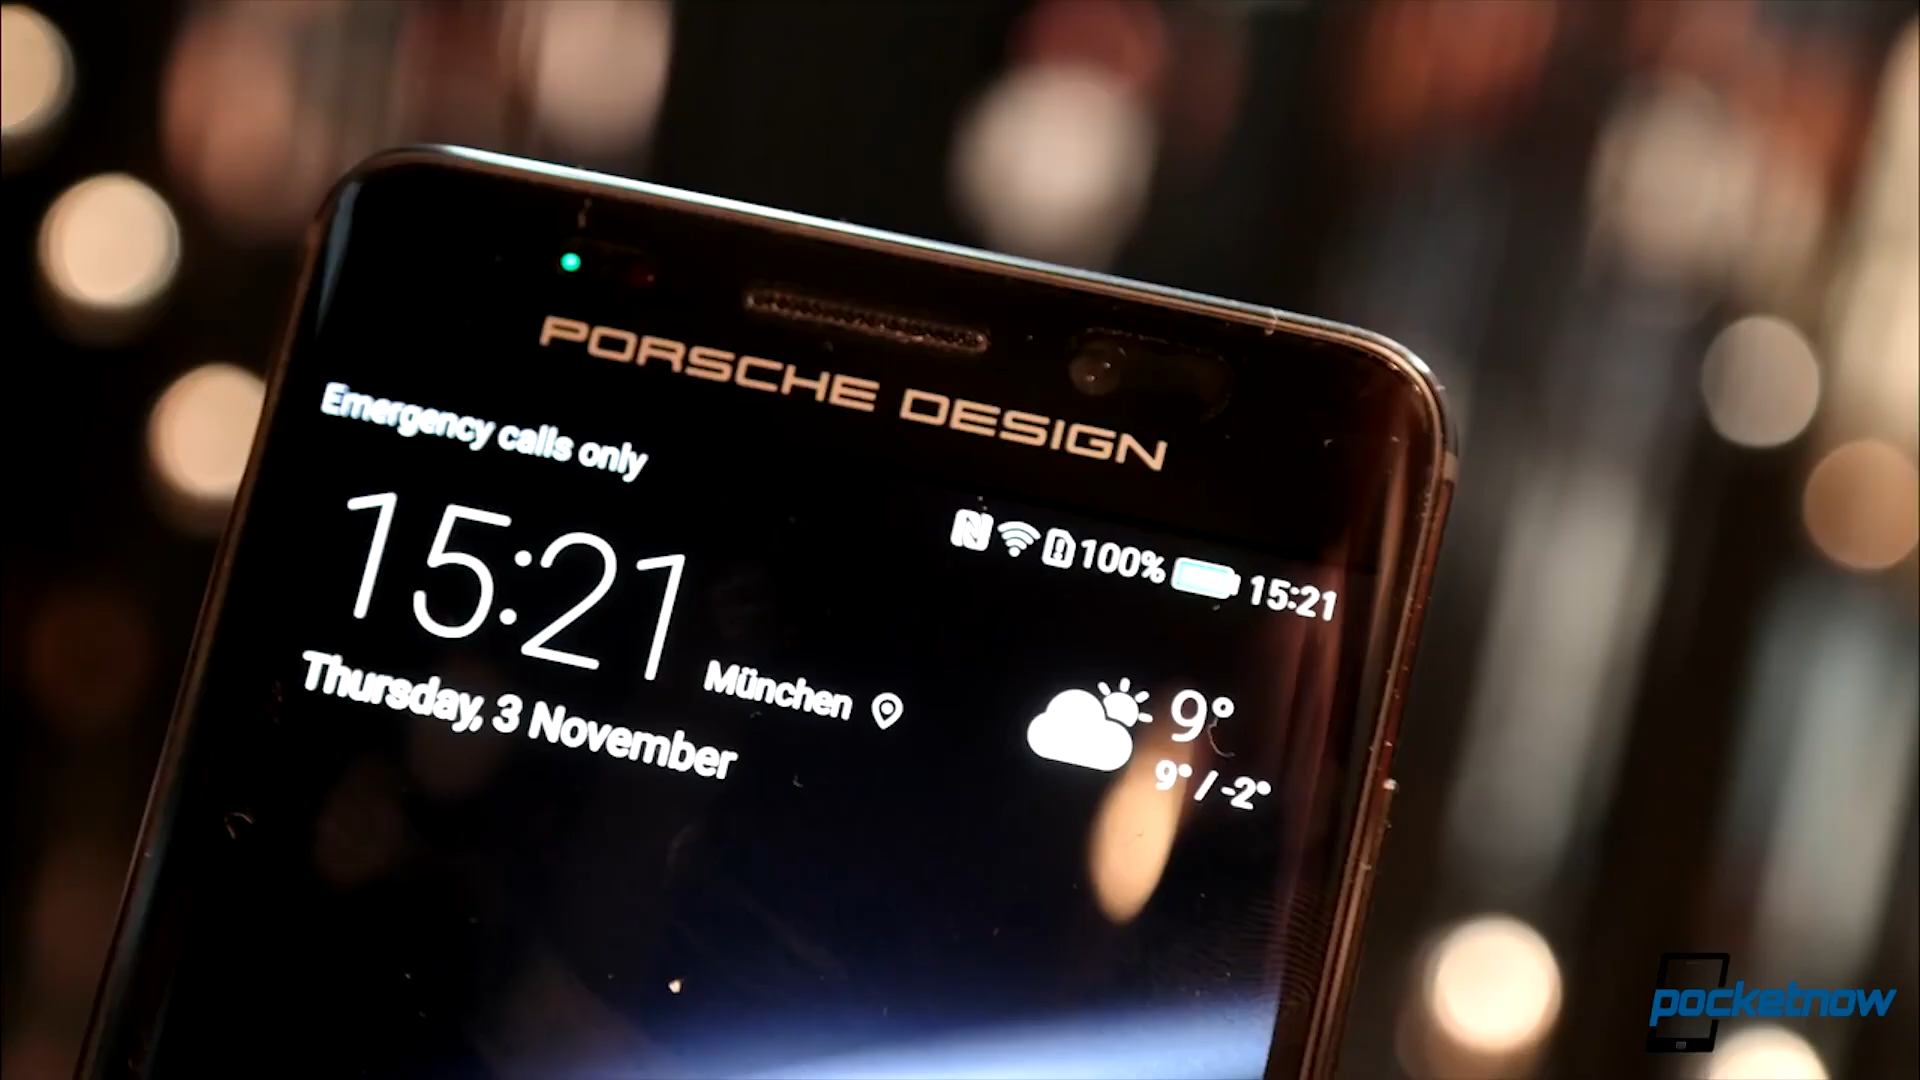 PORSCHE DESIGN
Emergency calls only
100% 15:21
15:21
München
Thursday, 3 November
9°
9° / -2°
pocketnow